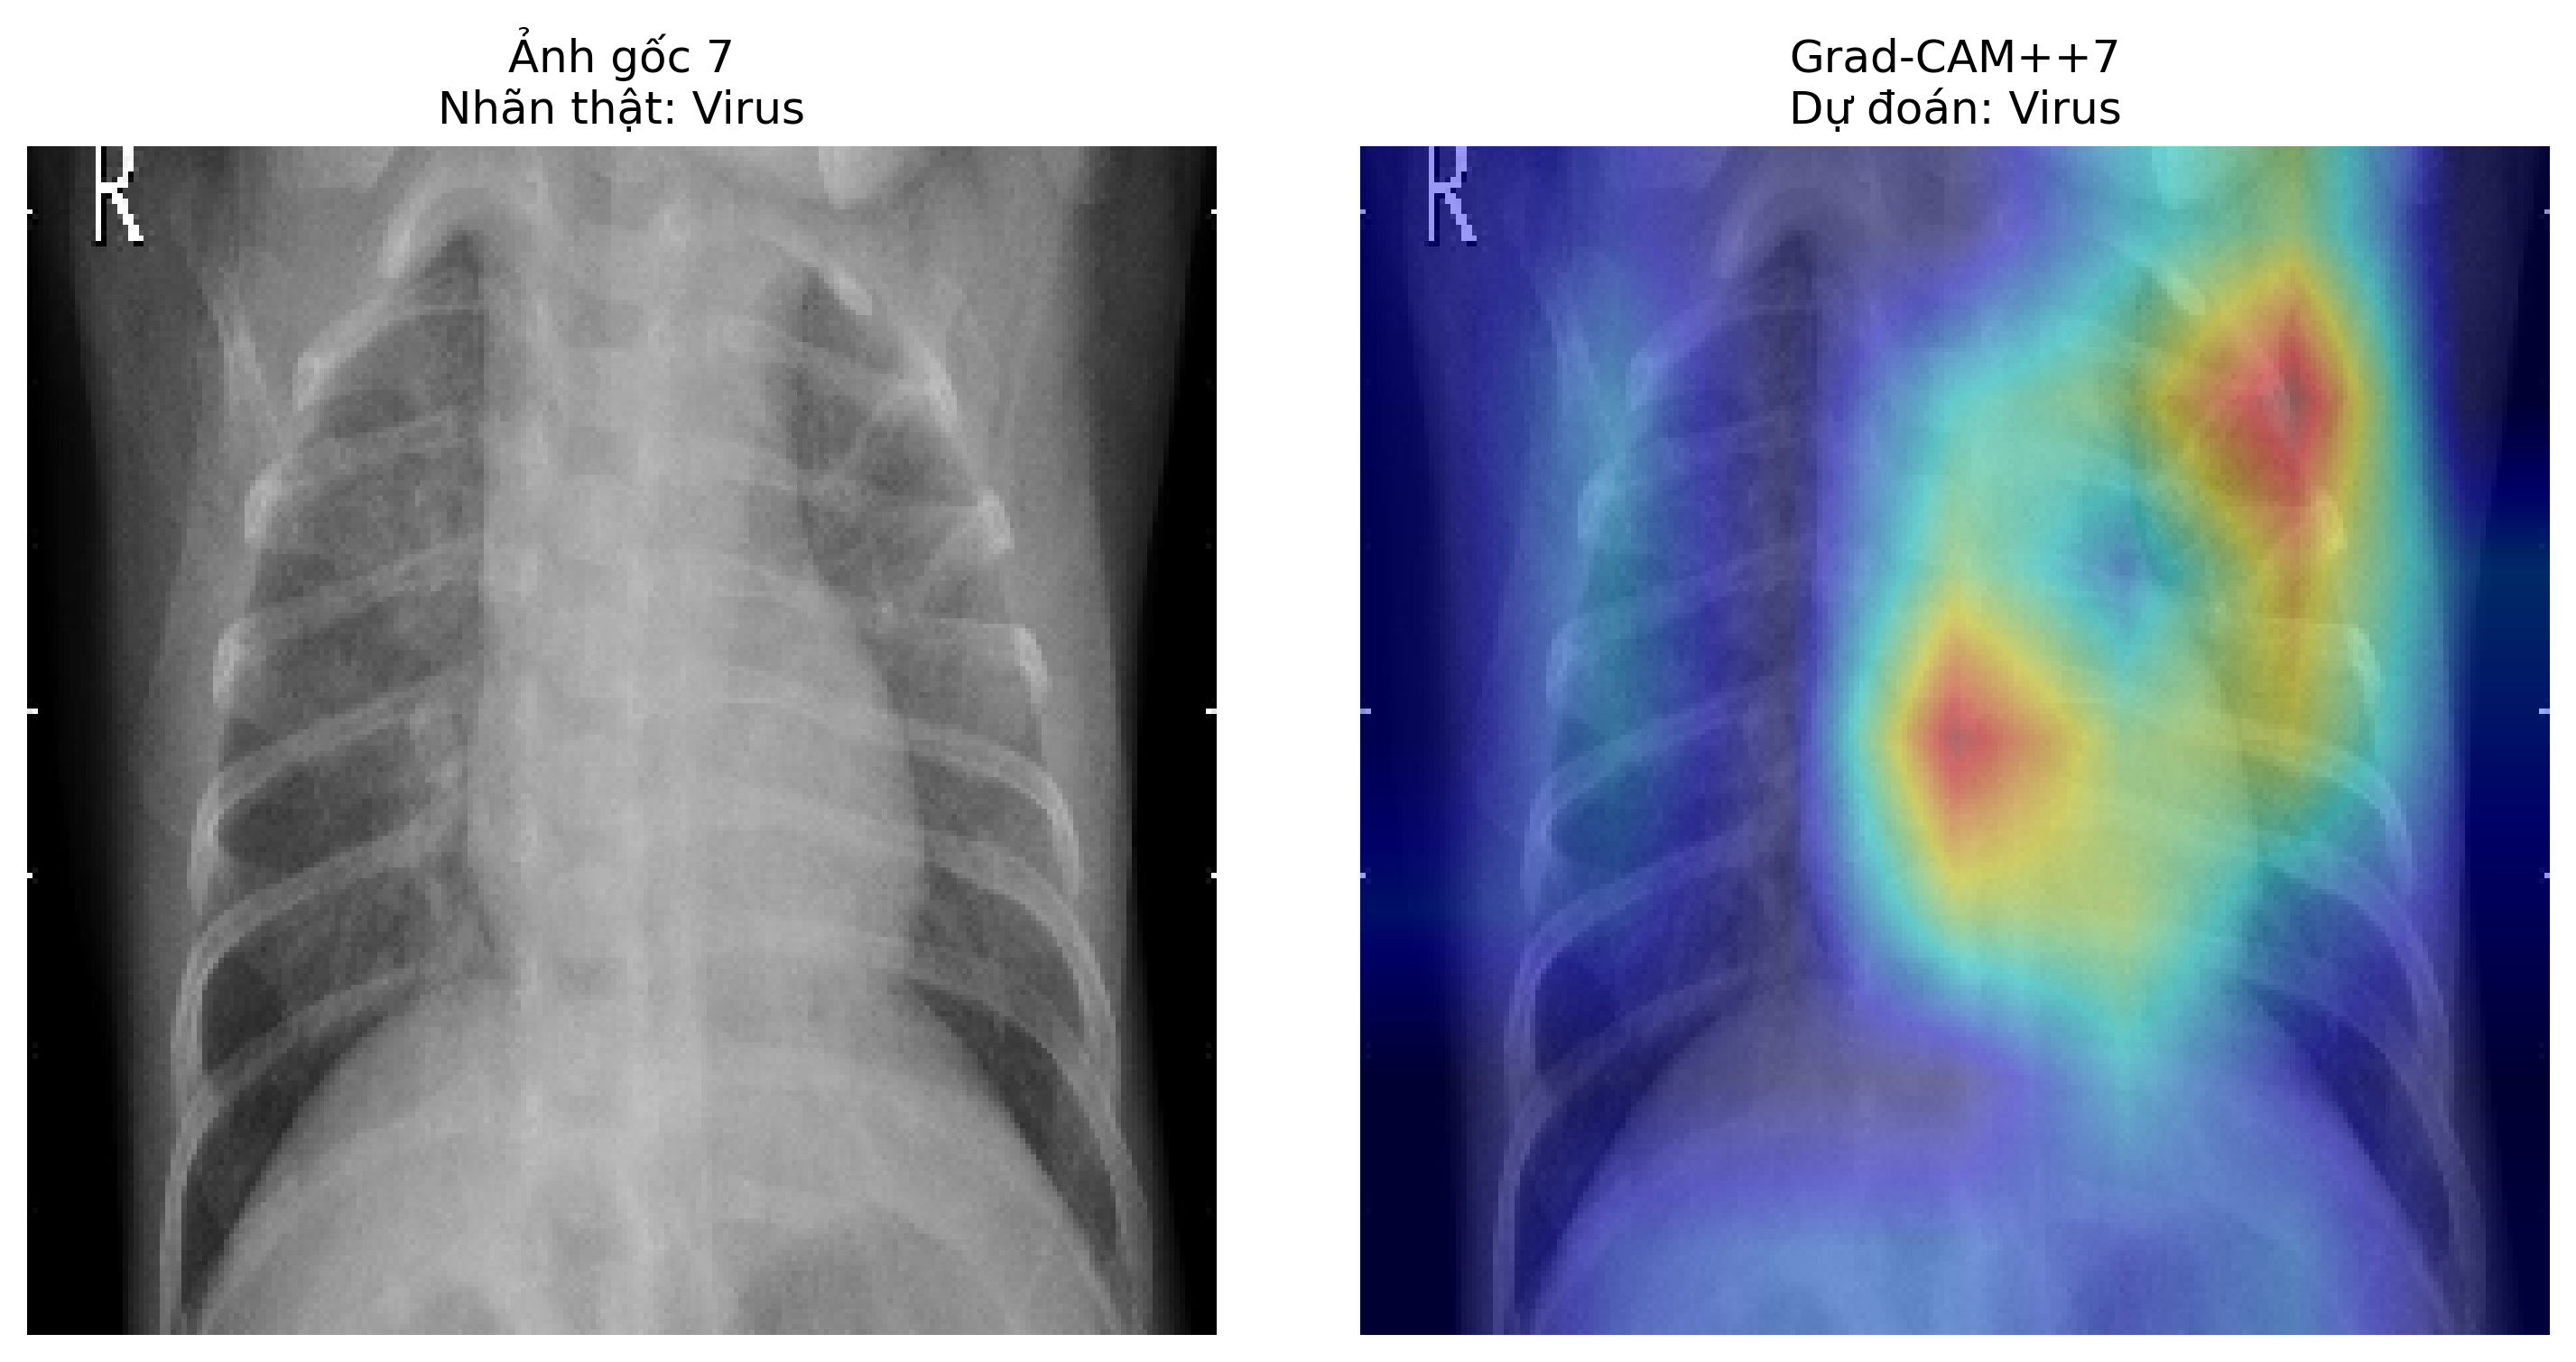 Ảnh gốc 7
Nhãn thật: Virus
Grad-CAM++7
Dự đoán: Virus
R
R